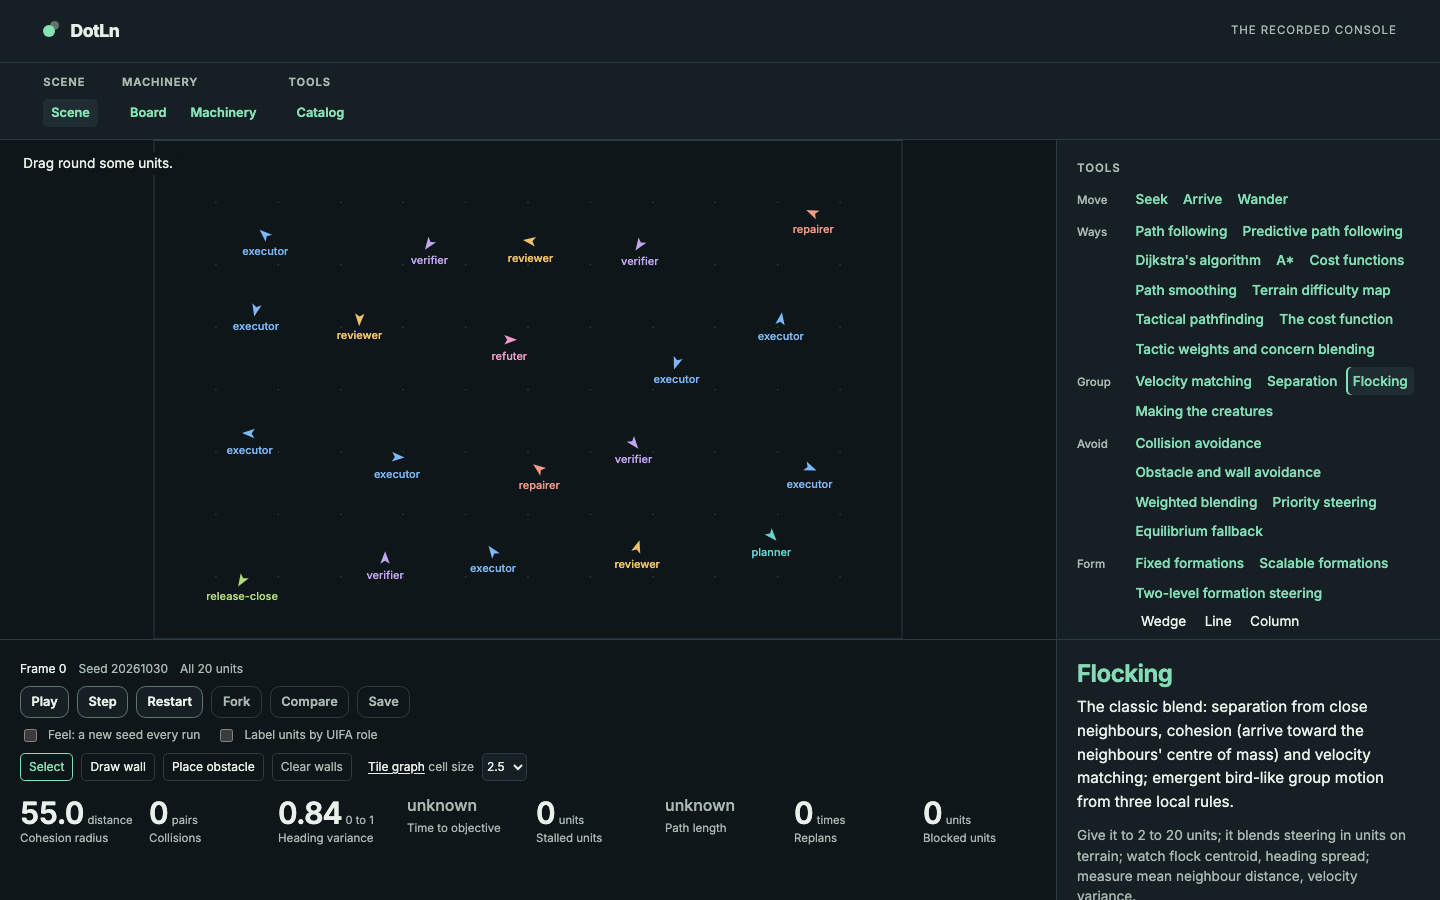 DotLn
THE RECORDED CONSOLE
SCENE MACHINERY TOOLS
Scene Board Machinery Catalog
Drag round some units.
repairer
executor
verifier
reviewer
verifier
executor
reviewer
executor
refuter
executor
executor
executor
verifier
repairer
executor
verifier
executor
reviewer
planner
release-close
TOOLS
Move Seek Arrive Wander
Ways Path following Predictive path following
Dijkstra's algorithm A* Cost functions
Path smoothing Terrain difficulty map
Tactical pathfinding The cost function
Tactic weights and concern blending
Group Velocity matching Separation Flocking
Making the creatures
Avoid Collision avoidance
Obstacle and wall avoidance
Weighted blending Priority steering
Equilibrium fallback
Form Fixed formations Scalable formations
Two-level formation steering
Wedge Line Column
Frame 0 Seed 20261030 All 20 units
Play Step Restart Fork Compare Save
Feel: a new seed every run Label units by UIFA role
Select Draw wall Place obstacle Clear walls Tile graph cell size 2.5
55.0 distance 0 pairs 0.84 0 to 1 unknown 0 units unknown 0 times 0 units
Cohesion radius Collisions Heading variance Time to objective Stalled units Path length Replans Blocked units
Flocking
The classic blend: separation from close
neighbours, cohesion (arrive toward the
neighbours' centre of mass) and velocity
matching; emergent bird-like group motion
from three local rules.
Give it to 2 to 20 units; it blends steering in units on
terrain; watch flock centroid, heading spread;
measure mean neighbour distance, velocity
variance.